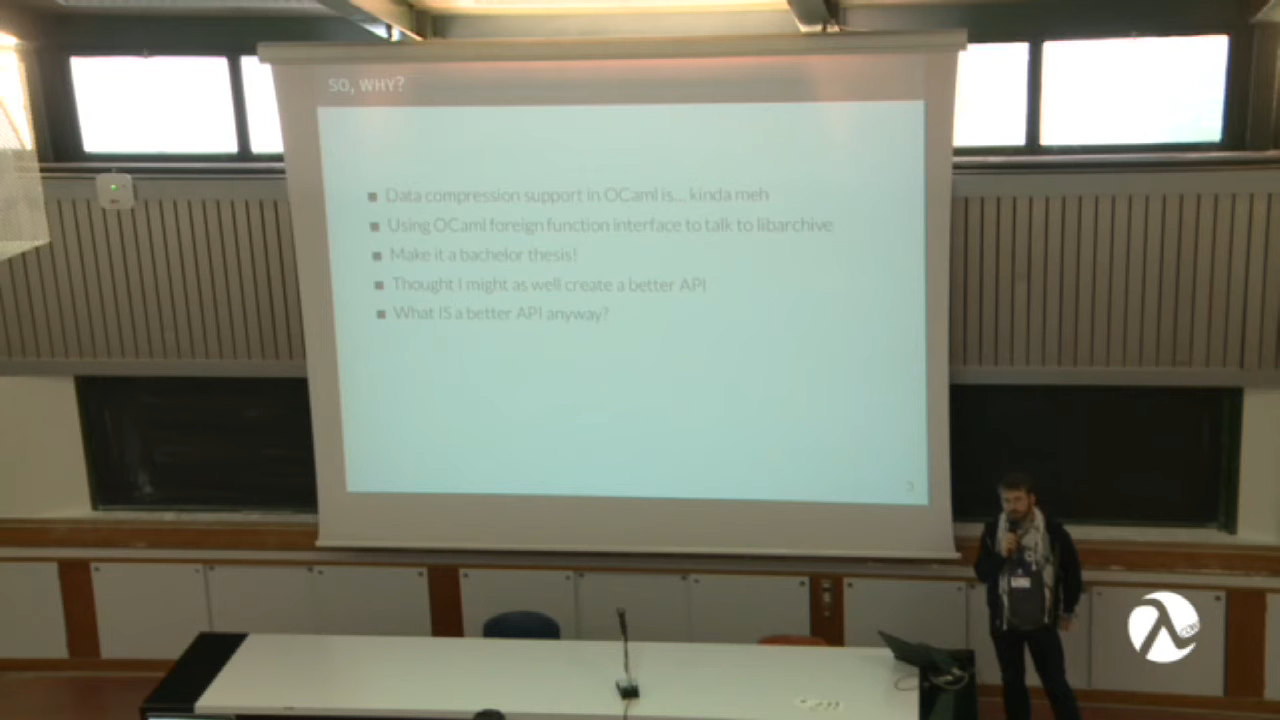 SO, WHY?
Data compression support in OCaml is... kinda meh
Using OCaml foreign function interface to talk to libarchive
Make it a bachelor thesis!
Thought I might as well create a better API
What IS a better API anyway?
3
λ